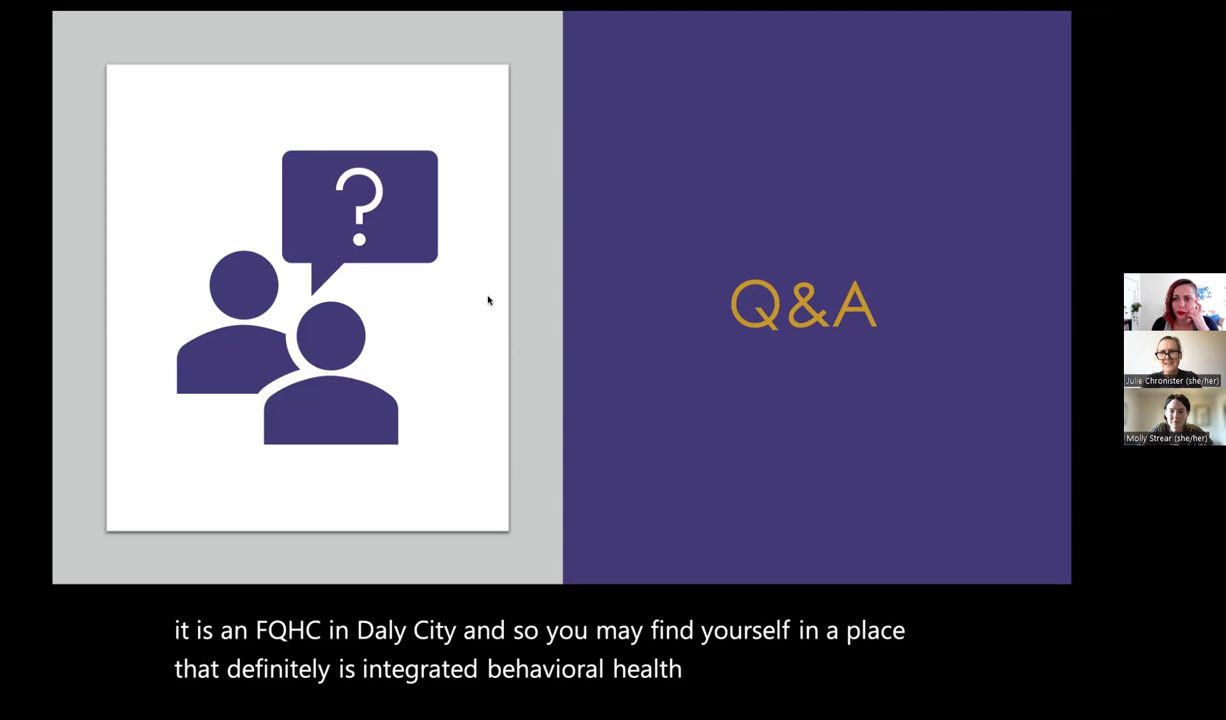 ?
Q&A
Julie Chronister (she/her)
Molly Strear (she/her)
it is an FQHC in Daly City and so you may find yourself in a place
that definitely is integrated behavioral health